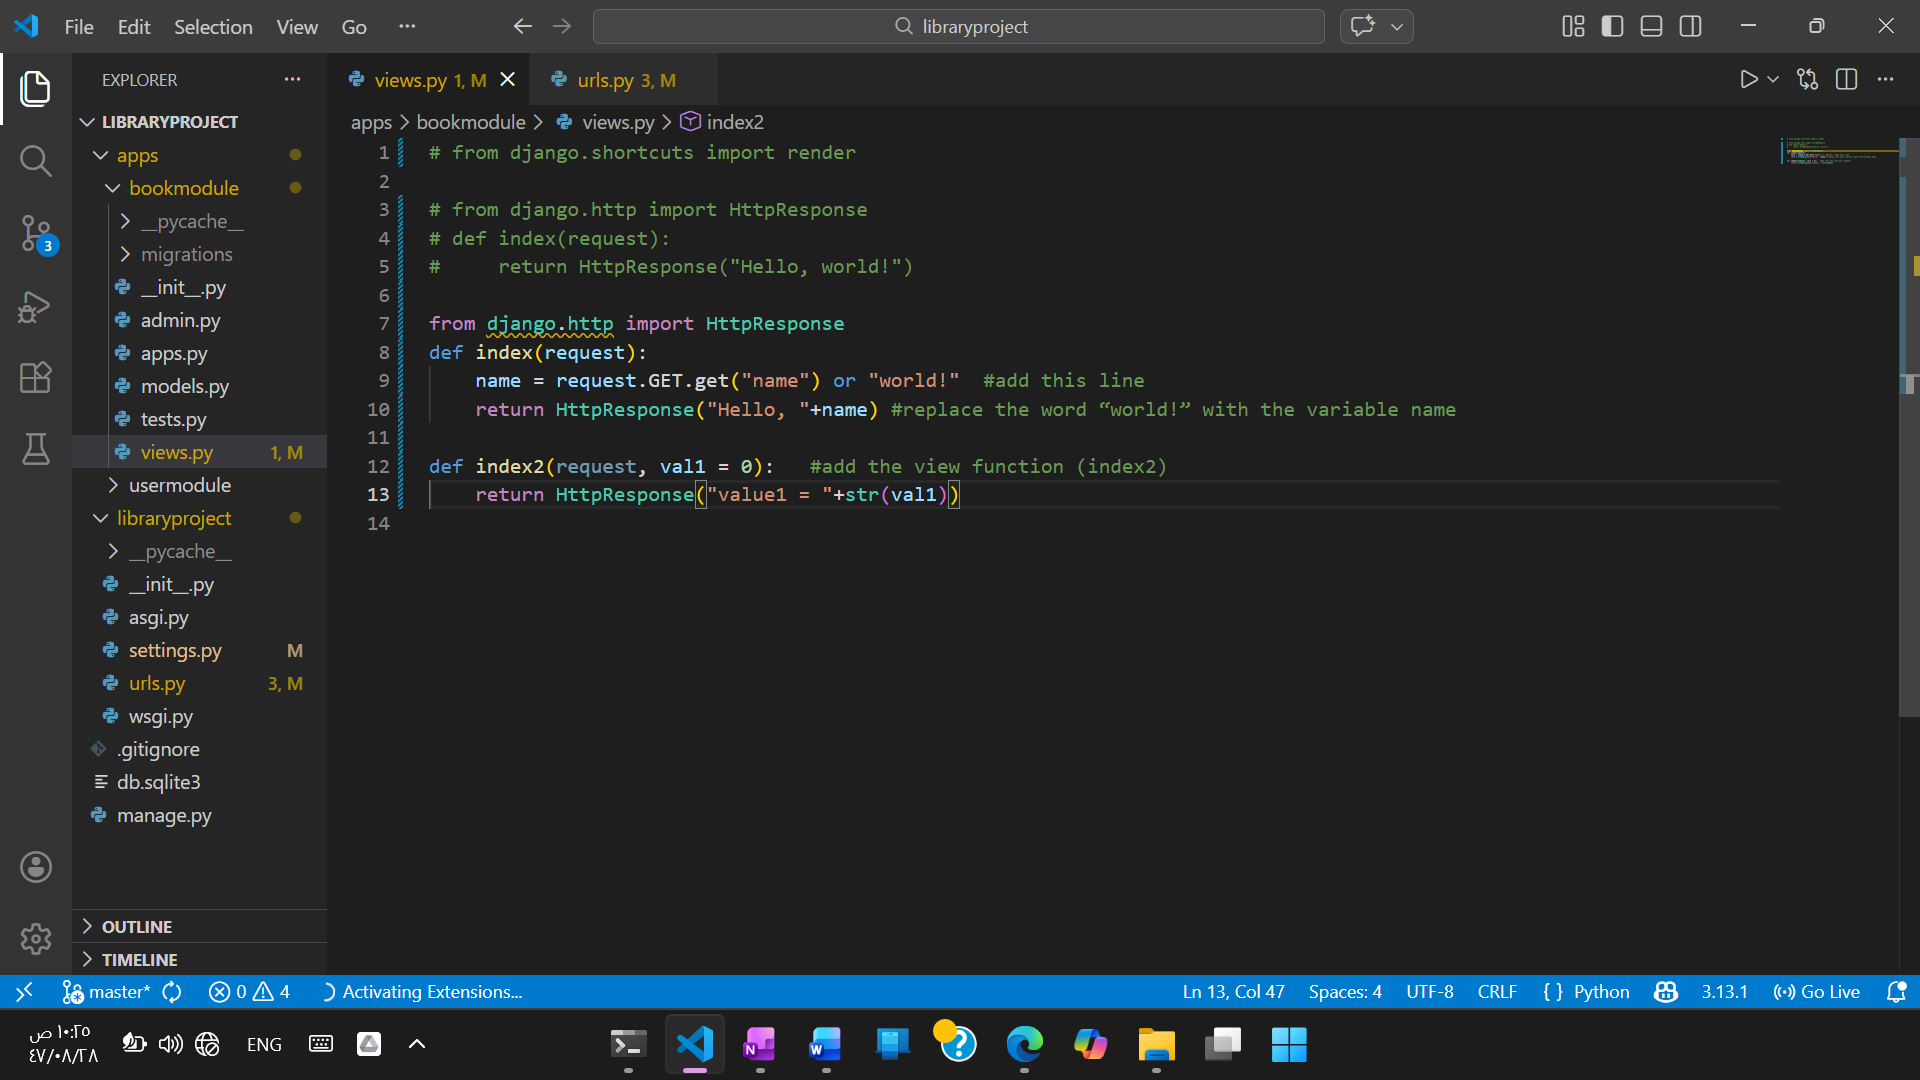 File Edit Selection View Go ···
libraryproject
EXPLORER ···
LIBRARYPROJECT
apps
bookmodule
__pycache__
migrations
__init__.py
admin.py
apps.py
models.py
tests.py
views.py 1, M
usermodule
libraryproject
__pycache__
__init__.py
asgi.py
settings.py M
urls.py 3, M
wsgi.py
.gitignore
db.sqlite3
manage.py
OUTLINE
TIMELINE
3
views.py 1, M
urls.py 3, M
apps > bookmodule > views.py > index2
1 # from django.shortcuts import render
2
3 # from django.http import HttpResponse
4 # def index(request):
5 #     return HttpResponse("Hello, world!")
6
7 from django.http import HttpResponse
8 def index(request):
9     name = request.GET.get("name") or "world!"  #add this line
10     return HttpResponse("Hello, "+name) #replace the word “world!” with the variable name
11
12 def index2(request, val1 = 0):   #add the view function (index2)
13     return HttpResponse("value1 = "+str(val1))
14
master* 0 4 Activating Extensions... Ln 13, Col 47 Spaces: 4 UTF-8 CRLF { } Python 3.13.1 Go Live
١٠:٢٥ ص
٤٧/٠٨/٢٨
ENG